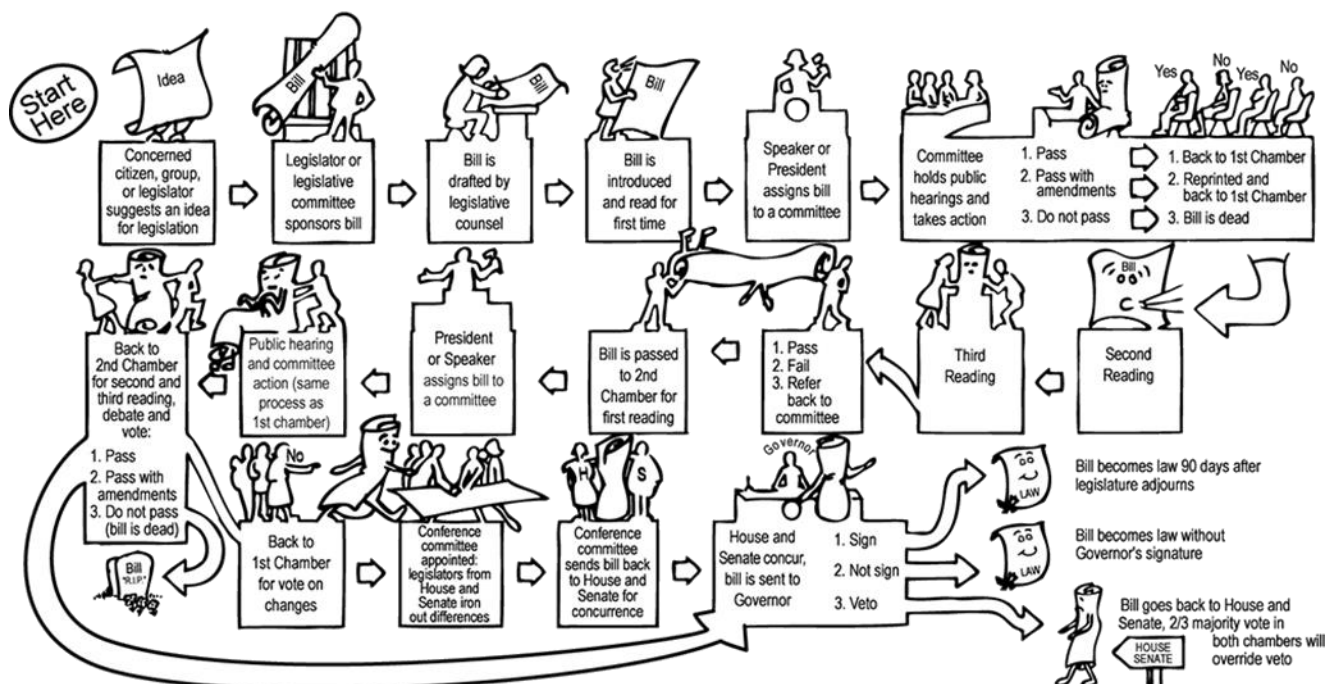 Start
Here
Idea
Concerned
citizen, group,
or legislator
suggests an idea
for legislation
Bill
Legislator or
legislative
committee
sponsors bill
Bill
Bill is
drafted by
legislative
counsel
Bill
Bill is
introduced
and read for
first time
Speaker or
President
assigns bill
to a committee
Committee
holds public
hearings and
takes action
1. Pass
2. Pass with
amendments
3. Do not pass
Yes No Yes No
1. Back to 1st Chamber
2. Reprinted and
back to 1st Chamber
3. Bill is dead
Bill
Second
Reading
Third
Reading
1. Pass
2. Fail
3. Refer
back to
committee
Bill is passed
to 2nd
Chamber for
first reading
President
or Speaker
assigns bill to
a committee
Public hearing
and committee
action (same
process as
1st chamber)
Back to
2nd Chamber
for second and
third reading,
debate and
vote:
1. Pass
2. Pass with
amendments
3. Do not pass
(bill is dead)
Bill
"R.I.P."
No
Back to
1st Chamber
for vote on
changes
Conference
committee
appointed:
legislators from
House and
Senate iron
out differences
H S
Conference
committee
sends bill back
to House and
Senate for
concurrence
Governor
House and
Senate concur,
bill is sent to
Governor
1. Sign
2. Not sign
3. Veto
LAW
Bill becomes law 90 days after
legislature adjourns
LAW
Bill becomes law without
Governor's signature
Bill goes back to House and
Senate, 2/3 majority vote in
both chambers will
override veto
HOUSE
SENATE